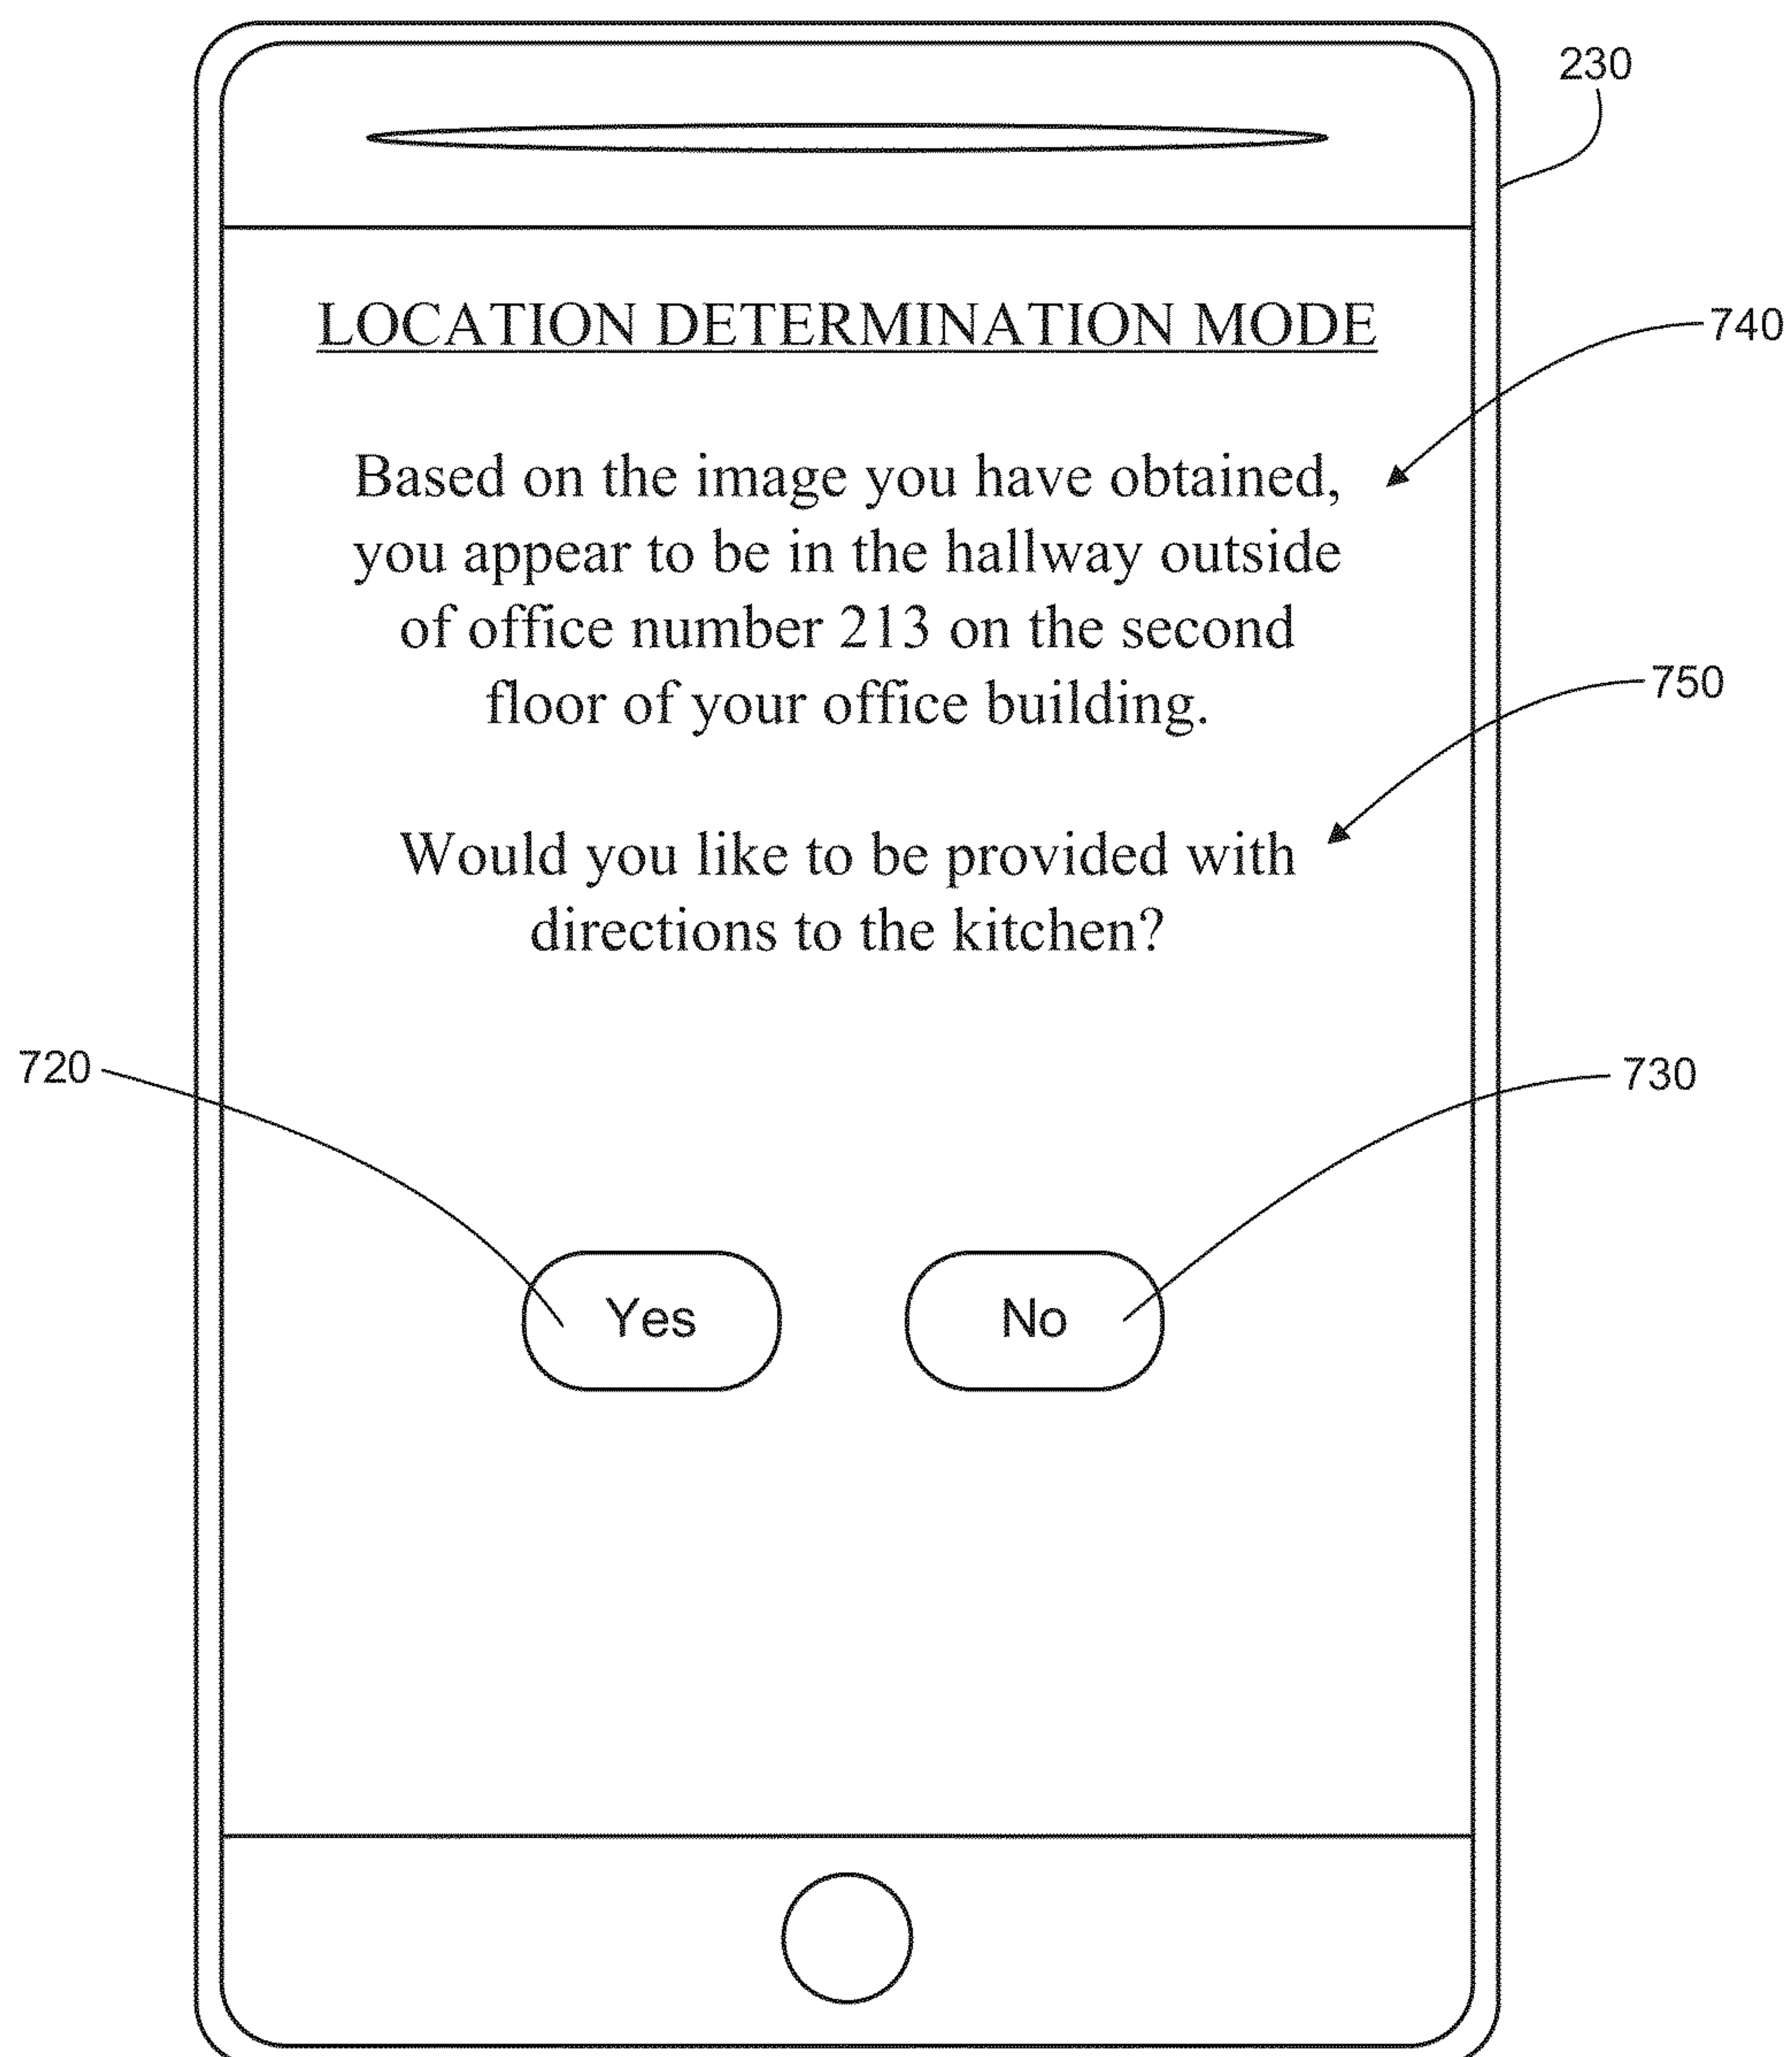 230
LOCATION DETERMINATION MODE
740
Based on the image you have obtained,
you appear to be in the hallway outside
of office number 213 on the second
floor of your office building.
750
Would you like to be provided with
directions to the kitchen?
720
730
Yes
No